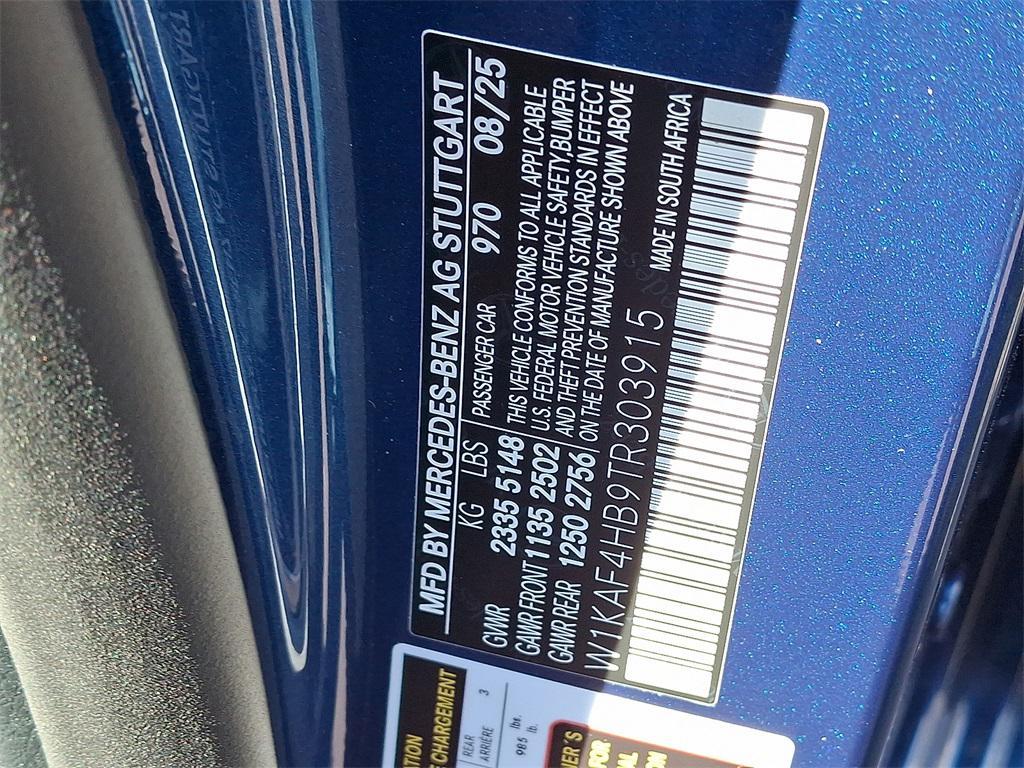 MFD BY MERCEDES-BENZ AG STUTTGART
KG LBS PASSENGER CAR 970 08/25
GWR 2335 5148
GAWR FRONT 1135 2502
GAWR REAR 1250 2756
THIS VEHICLE CONFORMS TO ALL APPLICABLE
U.S. FEDERAL MOTOR VEHICLE SAFETY, BUMPER
AND THEFT PREVENTION STANDARDS IN EFFECT
ON THE DATE OF MANUFACTURE SHOWN ABOVE
W1KAF4HB9TR303915 MADE IN SOUTH AFRICA
CHARGEMENT
REAR 3
ARRIÈRE
985 lbs.
lb.